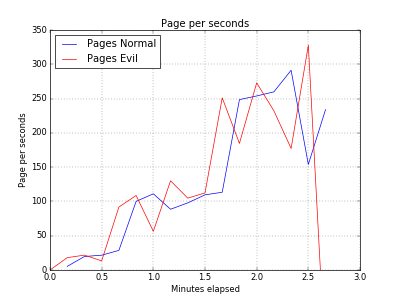 Page per seconds
350
Pages Normal
Pages Evil
300
250
200
150
100
50
0
Page per seconds
0.0 0.5 1.0 1.5 2.0 2.5 3.0
Minutes elapsed